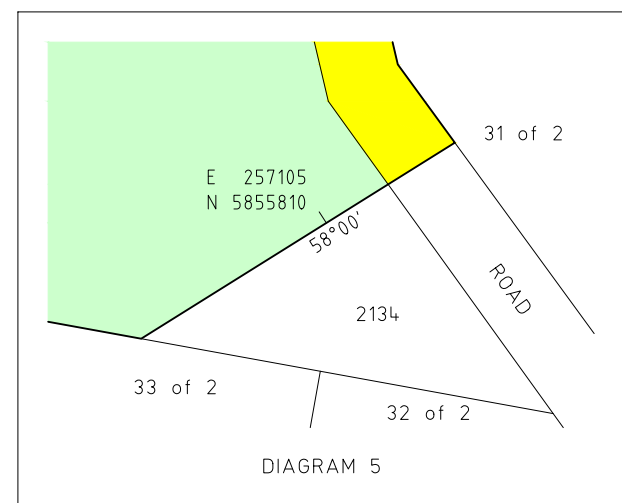 31 of 2
E 257105
N 5855810
58°00'
ROAD
2134
33 of 2
32 of 2
DIAGRAM 5